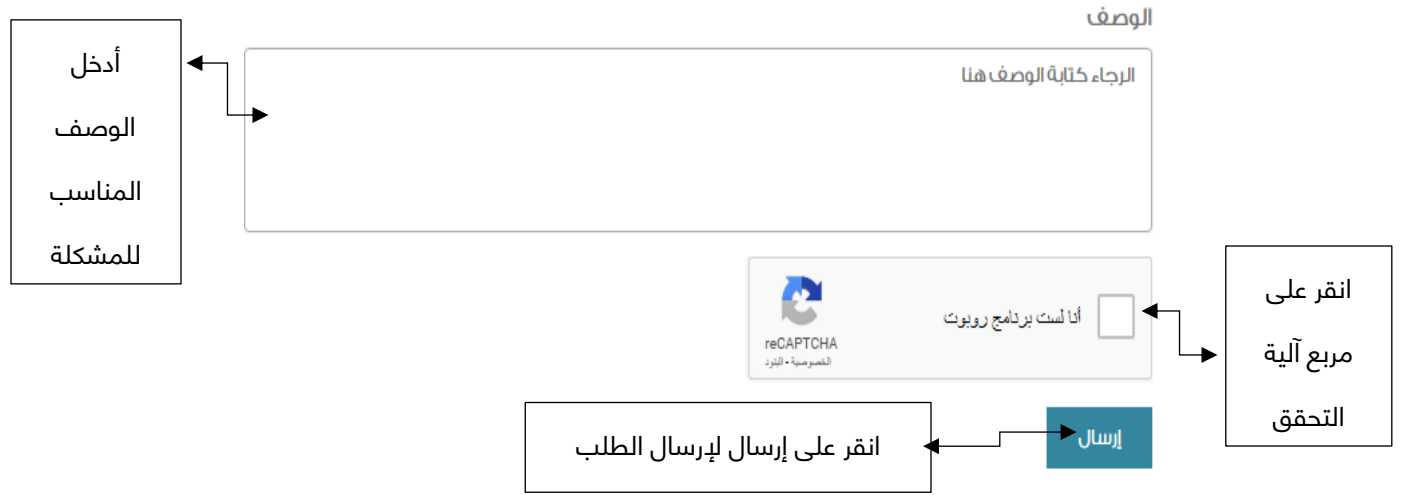 الوصف
الرجاء كتابة الوصف هنا
أدخل
الوصف
المناسب
للمشكلة
أنا لست برنامج روبوت
reCAPTCHA
الخصوصية - البنود
انقر على
مربع آلية
التحقق
إرسال
انقر على إرسال لإرسال الطلب